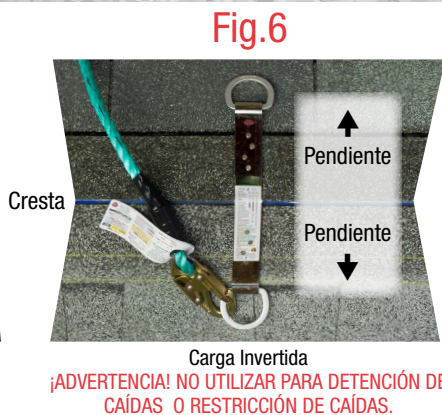 Fig.6
Pendiente
Cresta
Pendiente
Carga Invertida
¡ADVERTENCIA! NO UTILIZAR PARA DETENCIÓN DE
CAÍDAS O RESTRICCIÓN DE CAÍDAS.